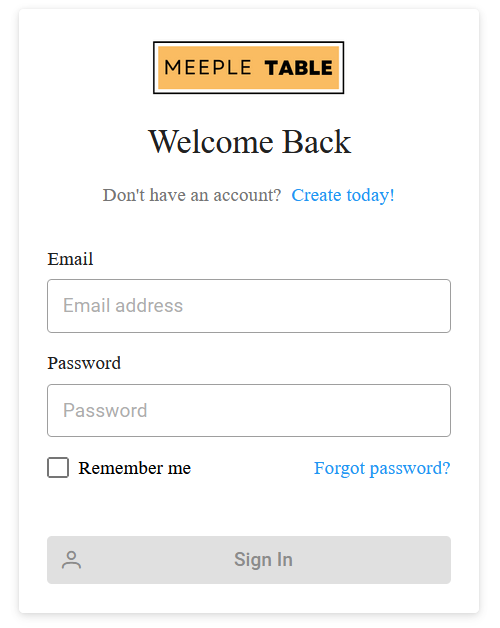 MEEPLE TABLE
Welcome Back
Don't have an account? Create today!
Email
Email address
Password
Password
Remember me Forgot password?
Sign In